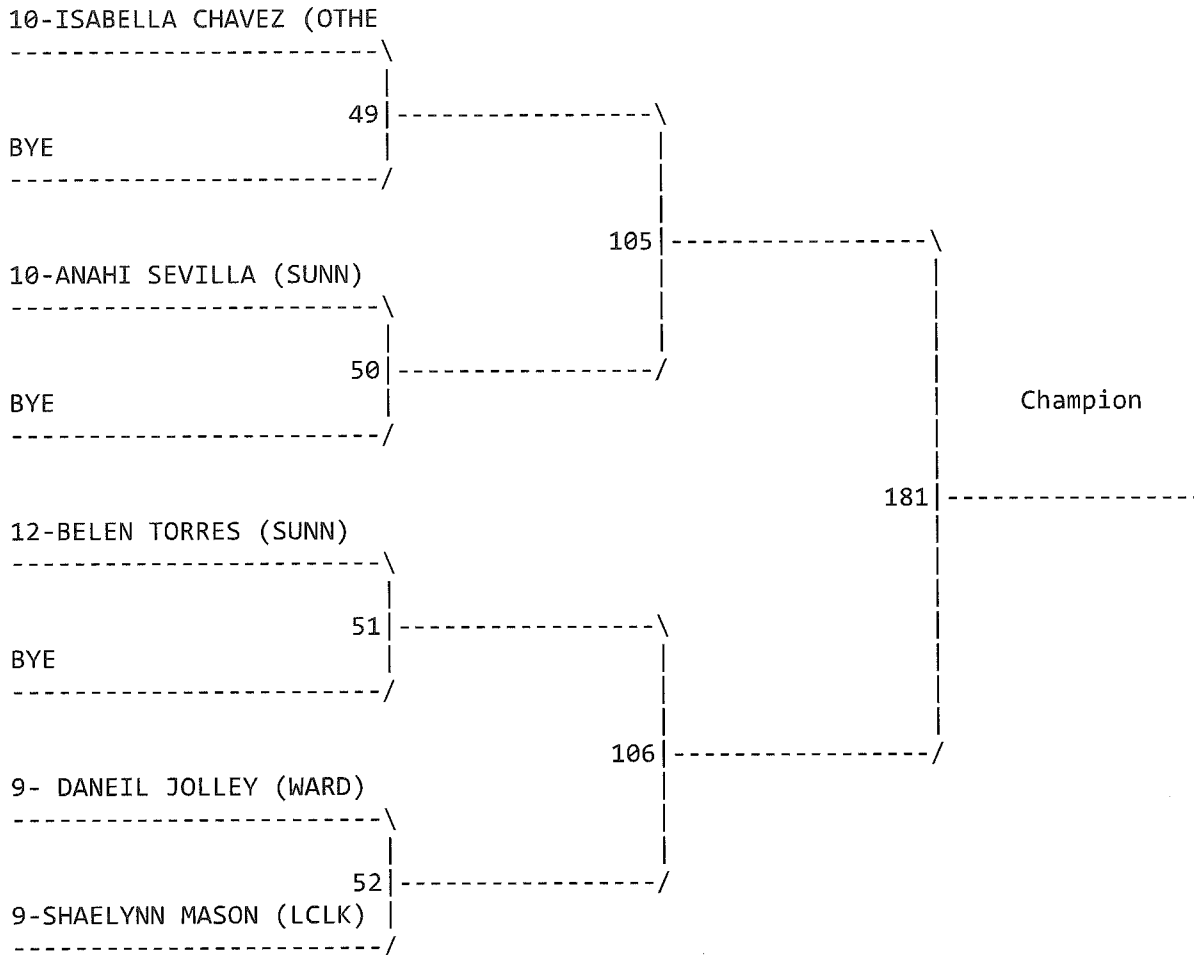 10-ISABELLA CHAVEZ (OTHE
49
BYE
105
10-ANAHI SEVILLA (SUNN)
50
BYE
Champion
181
12-BELEN TORRES (SUNN)
51
BYE
106
9- DANEIL JOLLEY (WARD)
52
9-SHAELYNN MASON (LCLK)